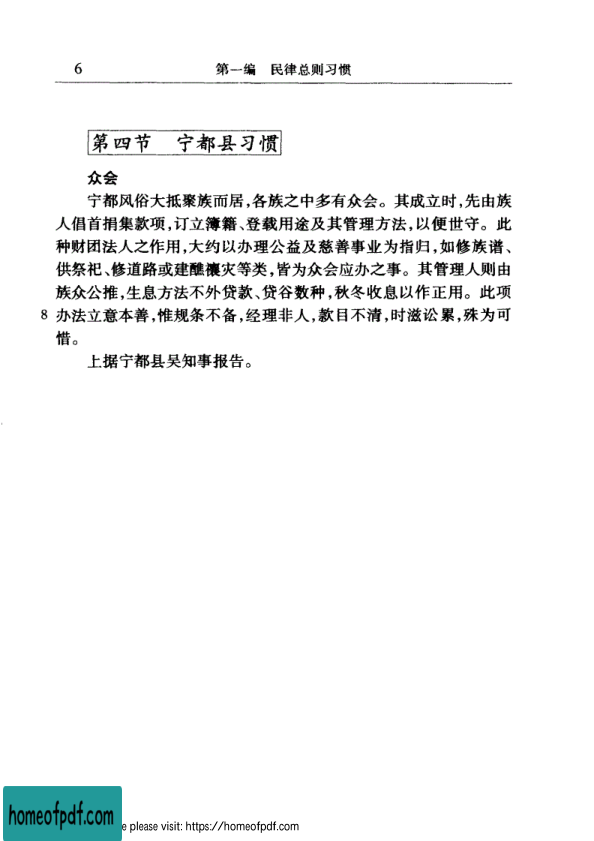 6 第一编 民律总则习惯
第四节 宁都县习惯
众会
宁都风俗大抵聚族而居,各族之中多有众会。其成立时,先由族
人倡首捐集款项,订立簿籍、登载用途及其管理方法,以便世守。此
种财团法人之作用,大约以办理公益及慈善事业为指归,如修族谱、
供祭祀、修道路或建醮禳灾等类,皆为众会应办之事。其管理人则由
族众公推,生息方法不外贷款、贷谷数种,秋冬收息以作正用。此项
8 办法立意本善,惟规条不备,经理非人,款目不清,时滋讼累,殊为可
惜。
上据宁都县吴知事报告。
homeofpdf.com
e please visit: https://homeofpdf.com